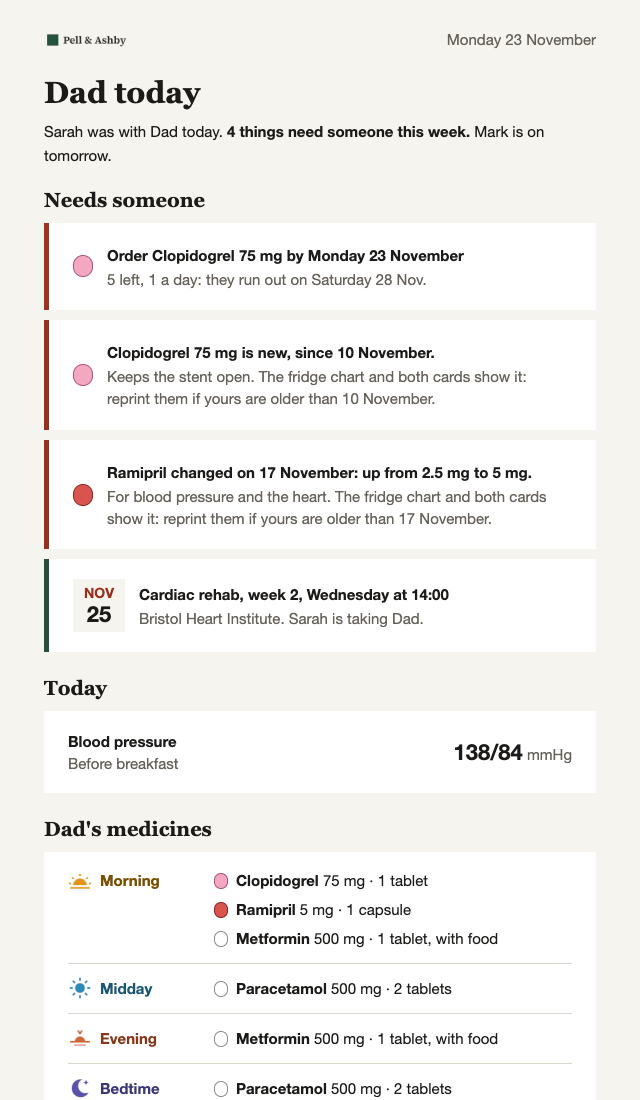 Pell & Ashby
Monday 23 November
Dad today
Sarah was with Dad today. 4 things need someone this week. Mark is on
tomorrow.
Needs someone
Order Clopidogrel 75 mg by Monday 23 November
5 left, 1 a day: they run out on Saturday 28 Nov.
Clopidogrel 75 mg is new, since 10 November.
Keeps the stent open. The fridge chart and both cards show it:
reprint them if yours are older than 10 November.
Ramipril changed on 17 November: up from 2.5 mg to 5 mg.
For blood pressure and the heart. The fridge chart and both cards
show it: reprint them if yours are older than 17 November.
NOV
25
Cardiac rehab, week 2, Wednesday at 14:00
Bristol Heart Institute. Sarah is taking Dad.
Today
Blood pressure
Before breakfast
138/84 mmHg
Dad's medicines
Morning
Clopidogrel 75 mg · 1 tablet
Ramipril 5 mg · 1 capsule
Metformin 500 mg · 1 tablet, with food
Midday
Paracetamol 500 mg · 2 tablets
Evening
Metformin 500 mg · 1 tablet, with food
Bedtime
Paracetamol 500 mg · 2 tablets